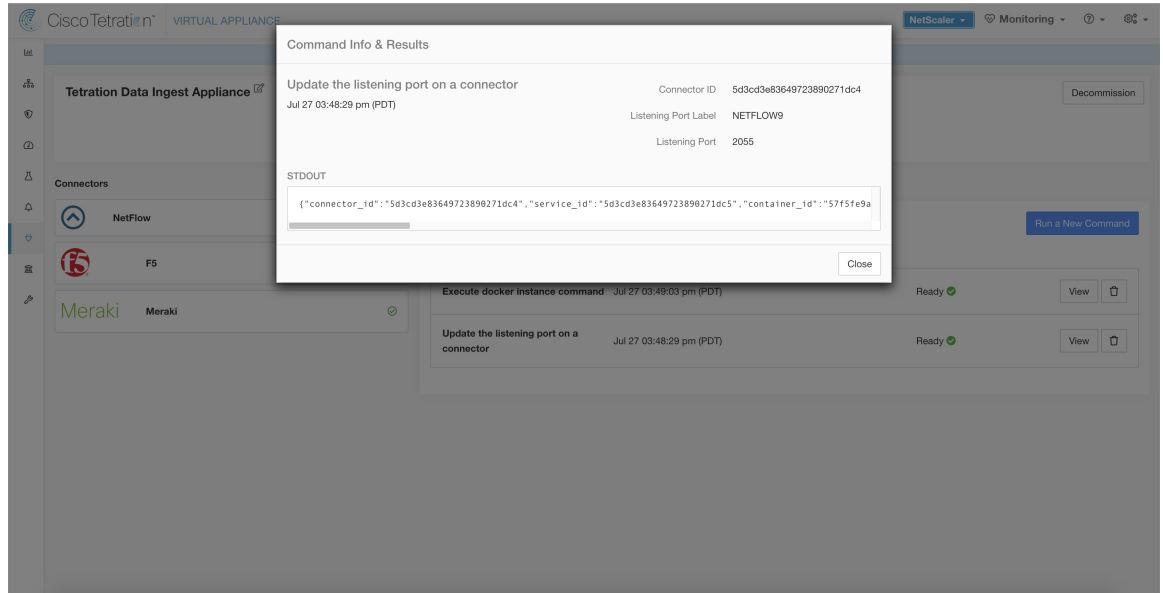 Cisco Tetration VIRTUAL APPLIANCE
NetScaler
Monitoring
Tetration Data Ingest Appliance
Decommission
Command Info & Results
Update the listening port on a connector
Jul 27 03:48:29 pm (PDT)
Connector ID 5d3cd3e83649723890271dc4
Listening Port Label NETFLOW9
Listening Port 2055
STDOUT
{"connector_id":"5d3cd3e83649723890271dc4","service_id":"5d3cd3e83649723890271dc5","container_id":"57f5fe9a
Close
Connectors
NetFlow
f5 F5
Meraki Meraki
Run a New Command
Execute docker instance command Jul 27 03:49:03 pm (PDT) Ready View
Update the listening port on a
connector
Jul 27 03:48:29 pm (PDT) Ready View